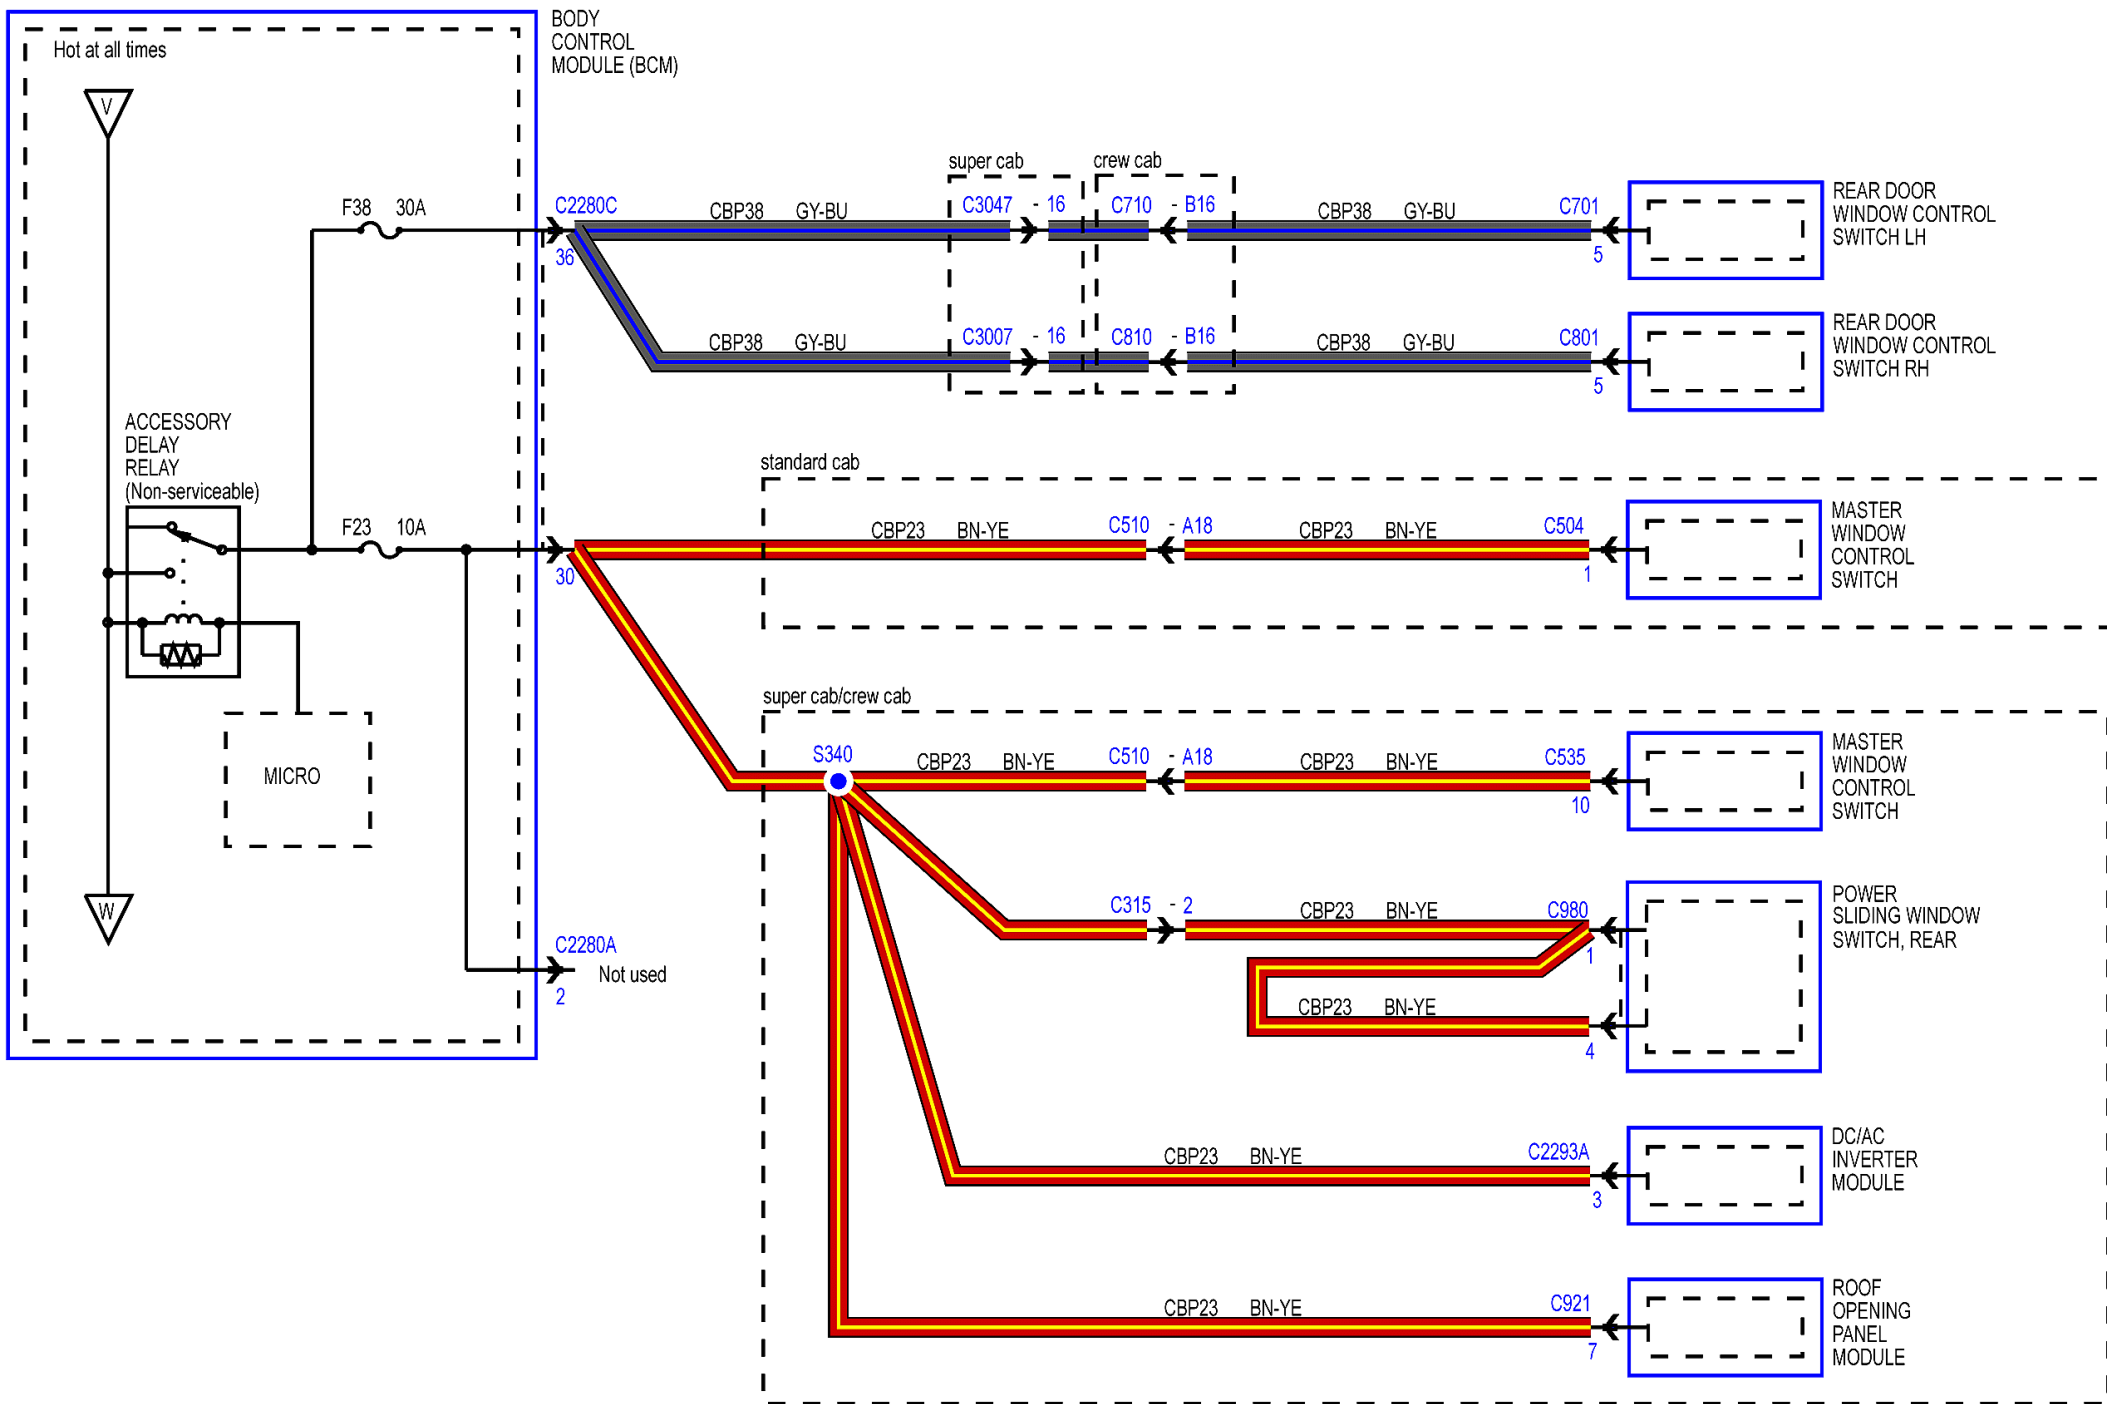 BODY
CONTROL
MODULE (BCM)
Hot at all times
V
F38 30A
C2280C
36
CBP38 GY-BU
super cab
C3047 - 16
crew cab
C710 - B16
CBP38 GY-BU
C701
5
REAR DOOR
WINDOW CONTROL
SWITCH LH
CBP38 GY-BU
C3007 - 16
C810 - B16
CBP38 GY-BU
C801
5
REAR DOOR
WINDOW CONTROL
SWITCH RH
ACCESSORY
DELAY
RELAY
(Non-serviceable)
F23 10A
30
standard cab
CBP23 BN-YE
C510 - A18
CBP23 BN-YE
C504
1
MASTER
WINDOW
CONTROL
SWITCH
MICRO
W
C2280A
2
Not used
super cab/crew cab
S340
CBP23 BN-YE
C510 - A18
CBP23 BN-YE
C535
10
MASTER
WINDOW
CONTROL
SWITCH
C315 - 2
CBP23 BN-YE
C980
1
CBP23 BN-YE
4
POWER
SLIDING WINDOW
SWITCH, REAR
CBP23 BN-YE
C2293A
3
DC/AC
INVERTER
MODULE
CBP23 BN-YE
C921
7
ROOF
OPENING
PANEL
MODULE